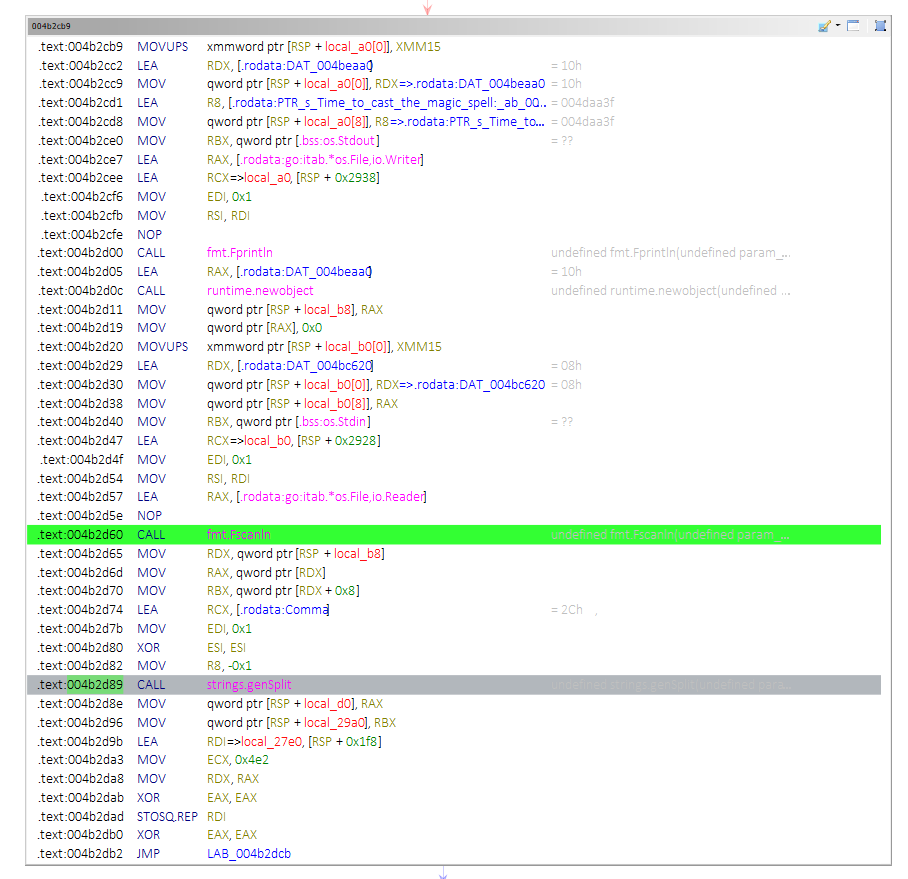 004b2cb9
.text:004b2cb9 MOVUPS xmmword ptr [RSP + local_a0[0]], XMM15
.text:004b2cc2 LEA RDX, [.rodata:DAT_004beaa0] = 10h
.text:004b2cc9 MOV qword ptr [RSP + local_a0[0]], RDX=>.rodata:DAT_004beaa0 = 10h
.text:004b2cd1 LEA R8, [.rodata:PTR_s_Time_to_cast_the_magic_spell:_ab_00... = 004daa3f
.text:004b2cd8 MOV qword ptr [RSP + local_a0[8]], R8=>.rodata:PTR_s_Time_to... = 004daa3f
.text:004b2ce0 MOV RBX, qword ptr [.bss:os.Stdout] = ??
.text:004b2ce7 LEA RAX, [.rodata:go:itab.*os.File,io.Writer]
.text:004b2cee LEA RCX=>local_a0, [RSP + 0x2938]
.text:004b2cf6 MOV EDI, 0x1
.text:004b2cfb MOV RSI, RDI
.text:004b2cfe NOP
.text:004b2d00 CALL fmt.Fprintln undefined fmt.Fprintln(undefined param_...
.text:004b2d05 LEA RAX, [.rodata:DAT_004beaa0] = 10h
.text:004b2d0c CALL runtime.newobject undefined runtime.newobject(undefined ...
.text:004b2d11 MOV qword ptr [RSP + local_b8], RAX
.text:004b2d19 MOV qword ptr [RAX], 0x0
.text:004b2d20 MOVUPS xmmword ptr [RSP + local_b0[0]], XMM15
.text:004b2d29 LEA RDX, [.rodata:DAT_004bc620] = 08h
.text:004b2d30 MOV qword ptr [RSP + local_b0[0]], RDX=>.rodata:DAT_004bc620 = 08h
.text:004b2d38 MOV qword ptr [RSP + local_b0[8]], RAX
.text:004b2d40 MOV RBX, qword ptr [.bss:os.Stdin] = ??
.text:004b2d47 LEA RCX=>local_b0, [RSP + 0x2928]
.text:004b2d4f MOV EDI, 0x1
.text:004b2d54 MOV RSI, RDI
.text:004b2d57 LEA RAX, [.rodata:go:itab.*os.File,io.Reader]
.text:004b2d5e NOP
.text:004b2d60 CALL fmt.Fscanln undefined fmt.Fscanln(undefined param_...
.text:004b2d65 MOV RDX, qword ptr [RSP + local_b8]
.text:004b2d6d MOV RAX, qword ptr [RDX]
.text:004b2d70 MOV RBX, qword ptr [RDX + 0x8]
.text:004b2d74 LEA RCX, [.rodata:Comma] = 2Ch ,
.text:004b2d7b MOV EDI, 0x1
.text:004b2d80 XOR ESI, ESI
.text:004b2d82 MOV R8, -0x1
.text:004b2d89 CALL strings.genSplit undefined strings.genSplit(undefined para...
.text:004b2d8e MOV qword ptr [RSP + local_d0], RAX
.text:004b2d96 MOV qword ptr [RSP + local_29a0], RBX
.text:004b2d9b LEA RDI=>local_27e0, [RSP + 0x1f8]
.text:004b2da3 MOV ECX, 0x4e2
.text:004b2da8 MOV RDX, RAX
.text:004b2dab XOR EAX, EAX
.text:004b2dad STOSQ.REP RDI
.text:004b2db0 XOR EAX, EAX
.text:004b2db2 JMP LAB_004b2dcb